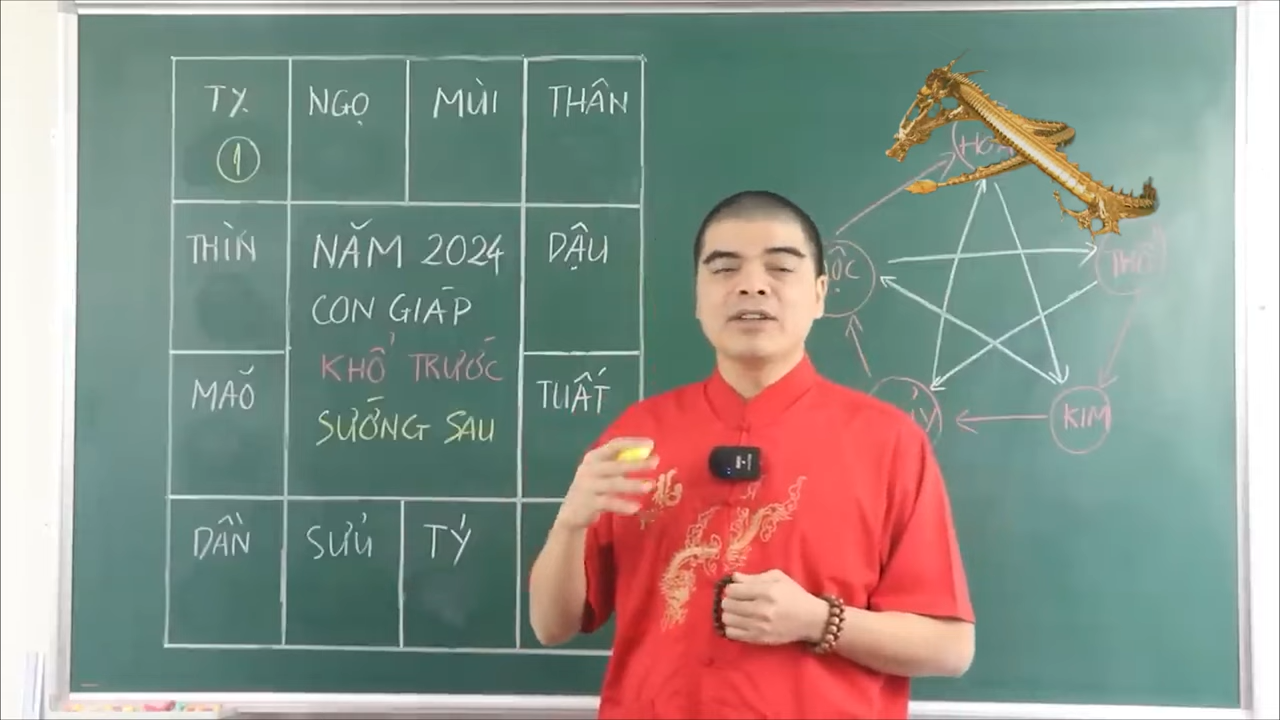 TỴ
NGỌ
MÙI
THÂN
1
THÌN
NĂM 2024
DẬU
CON GIÁP
KHỔ TRƯỚC
SƯỚNG SAU
MÃO
TUẤT
DẦN
SỬU
TÝ
KIM